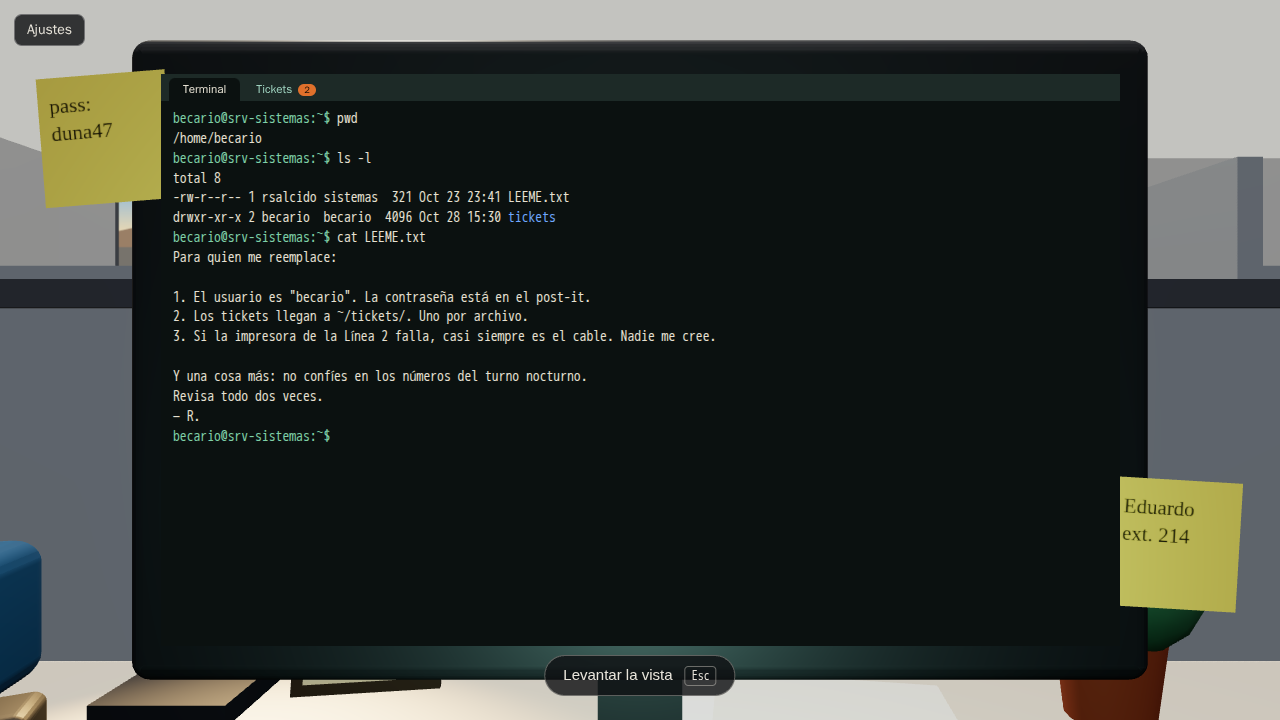 Ajustes
pass:
duna47
Terminal
Tickets 2
becario@srv-sistemas:~$ pwd
/home/becario
becario@srv-sistemas:~$ ls -l
total 8
-rw-r--r-- 1 rsalcido sistemas  321 Oct 23 23:41 LEEME.txt
drwxr-xr-x 2 becario  becario  4096 Oct 28 15:30 tickets
becario@srv-sistemas:~$ cat LEEME.txt
Para quien me reemplace:
1. El usuario es "becario". La contraseña está en el post-it.
2. Los tickets llegan a ~/tickets/. Uno por archivo.
3. Si la impresora de la Línea 2 falla, casi siempre es el cable. Nadie me cree.
Y una cosa más: no confíes en los números del turno nocturno.
Revisa todo dos veces.
— R.
becario@srv-sistemas:~$
Eduardo
ext. 214
Levantar la vista Esc